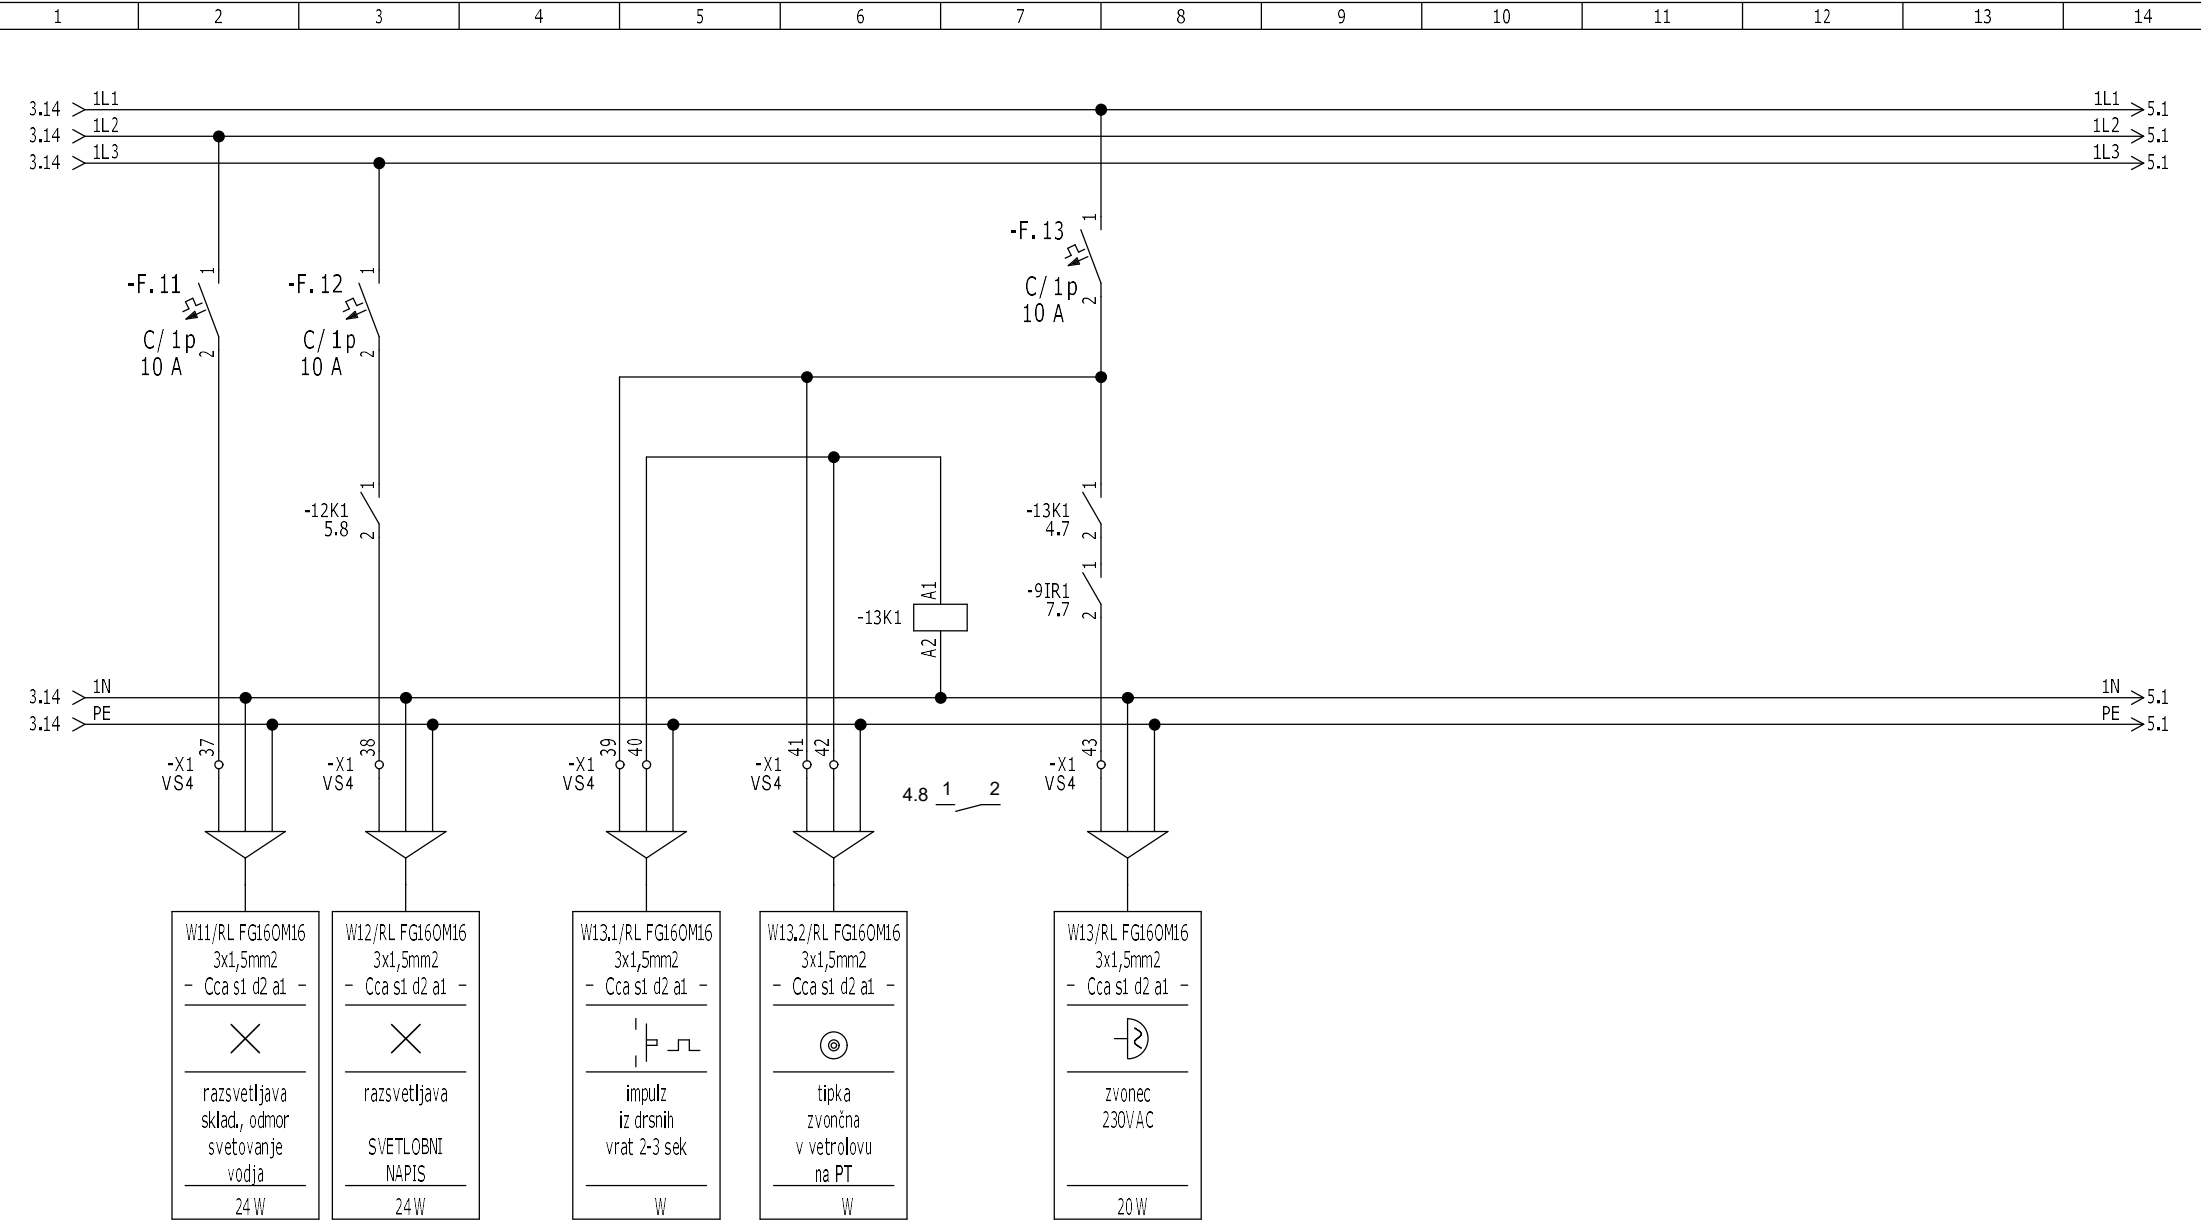 1 2 3 4 5 6 7 8 9 10 11 12 13 14
3.14 1L1 1L1 5.1
3.14 1L2 1L2 5.1
3.14 1L3 1L3 5.1
-F.11
1
C/1p
10 A
2
-F.12
1
C/1p
10 A
2
-F.13
1
C/1p
10 A
2
-12K1
5.8
1
2
-13K1
4.7
1
2
-9IR1
7.7
1
2
-13K1
A1
A2
3.14 1N 1N 5.1
3.14 PE PE 5.1
37
-X1
VS4
38
-X1
VS4
39 40
-X1
VS4
41 42
-X1
VS4
4.8 1 2
43
-X1
VS4
W11/RL FG16OM16
3x1,5mm2
- Cca s1 d2 a1 -
razsvetljava
sklad., odmor
svetovanje
vodja
24W
W12/RL FG16OM16
3x1,5mm2
- Cca s1 d2 a1 -
razsvetljava
SVETLOBNI
NAPIS
24W
W13.1/RL FG16OM16
3x1,5mm2
- Cca s1 d2 a1 -
impulz
iz drsnih
vrat 2-3 sek
W
W13.2/RL FG16OM16
3x1,5mm2
- Cca s1 d2 a1 -
tipka
zvončna
v vetrolovu
na PT
W
W13/RL FG16OM16
3x1,5mm2
- Cca s1 d2 a1 -
zvonec
230VAC
20W